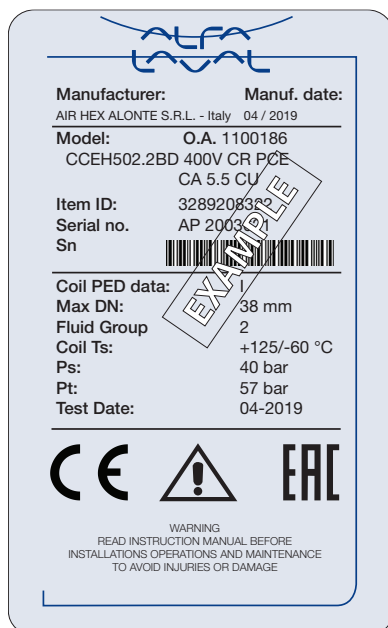 ALFA
LAVAL
Manufacturer: Manuf. date:
AIR HEX ALONTE S.R.L. - Italy 04 / 2019
Model: O.A. 1100186
CCEH502.2BD 400V CR PCE
CA 5.5 CU
Item ID:
Serial no. AP
Sn
EXAMPLE
Coil PED data: I
Max DN: 38 mm
Fluid Group 2
Coil Ts: +125/-60 °C
Ps: 40 bar
Pt: 57 bar
Test Date: 04-2019
CE
EAC
WARNING
READ INSTRUCTION MANUAL BEFORE
INSTALLATIONS OPERATIONS AND MAINTENANCE
TO AVOID INJURIES OR DAMAGE